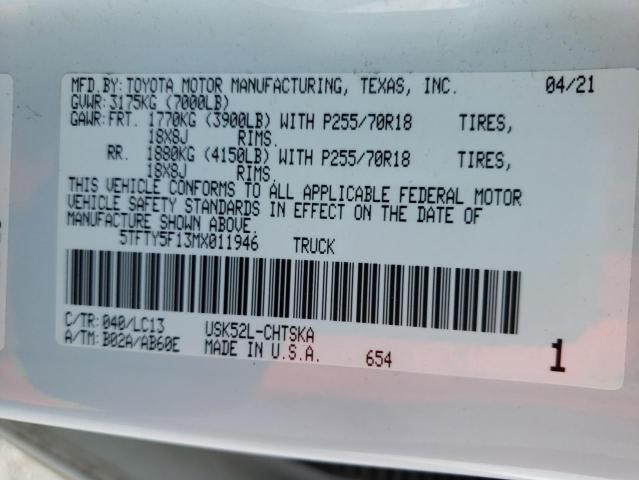 MFD.BY: TOYOTA MOTOR MANUFACTURING, TEXAS, INC. 04/21
GVWR: 3175KG (7000LB)
GAWR: FRT. 1770KG (3900LB) WITH P255/70R18 TIRES,
18X8J RIMS.
RR. 1880KG (4150LB) WITH P255/70R18 TIRES,
18X8J RIMS.
THIS VEHICLE CONFORMS TO ALL APPLICABLE FEDERAL MOTOR
VEHICLE SAFETY STANDARDS IN EFFECT ON THE DATE OF
MANUFACTURE SHOWN ABOVE.
5TFTY5F13MX011946 TRUCK
C/TR: 040/LC13 USK52L-CHTSKA
A/TM: B02A/AB60E MADE IN U.S.A. 654 1